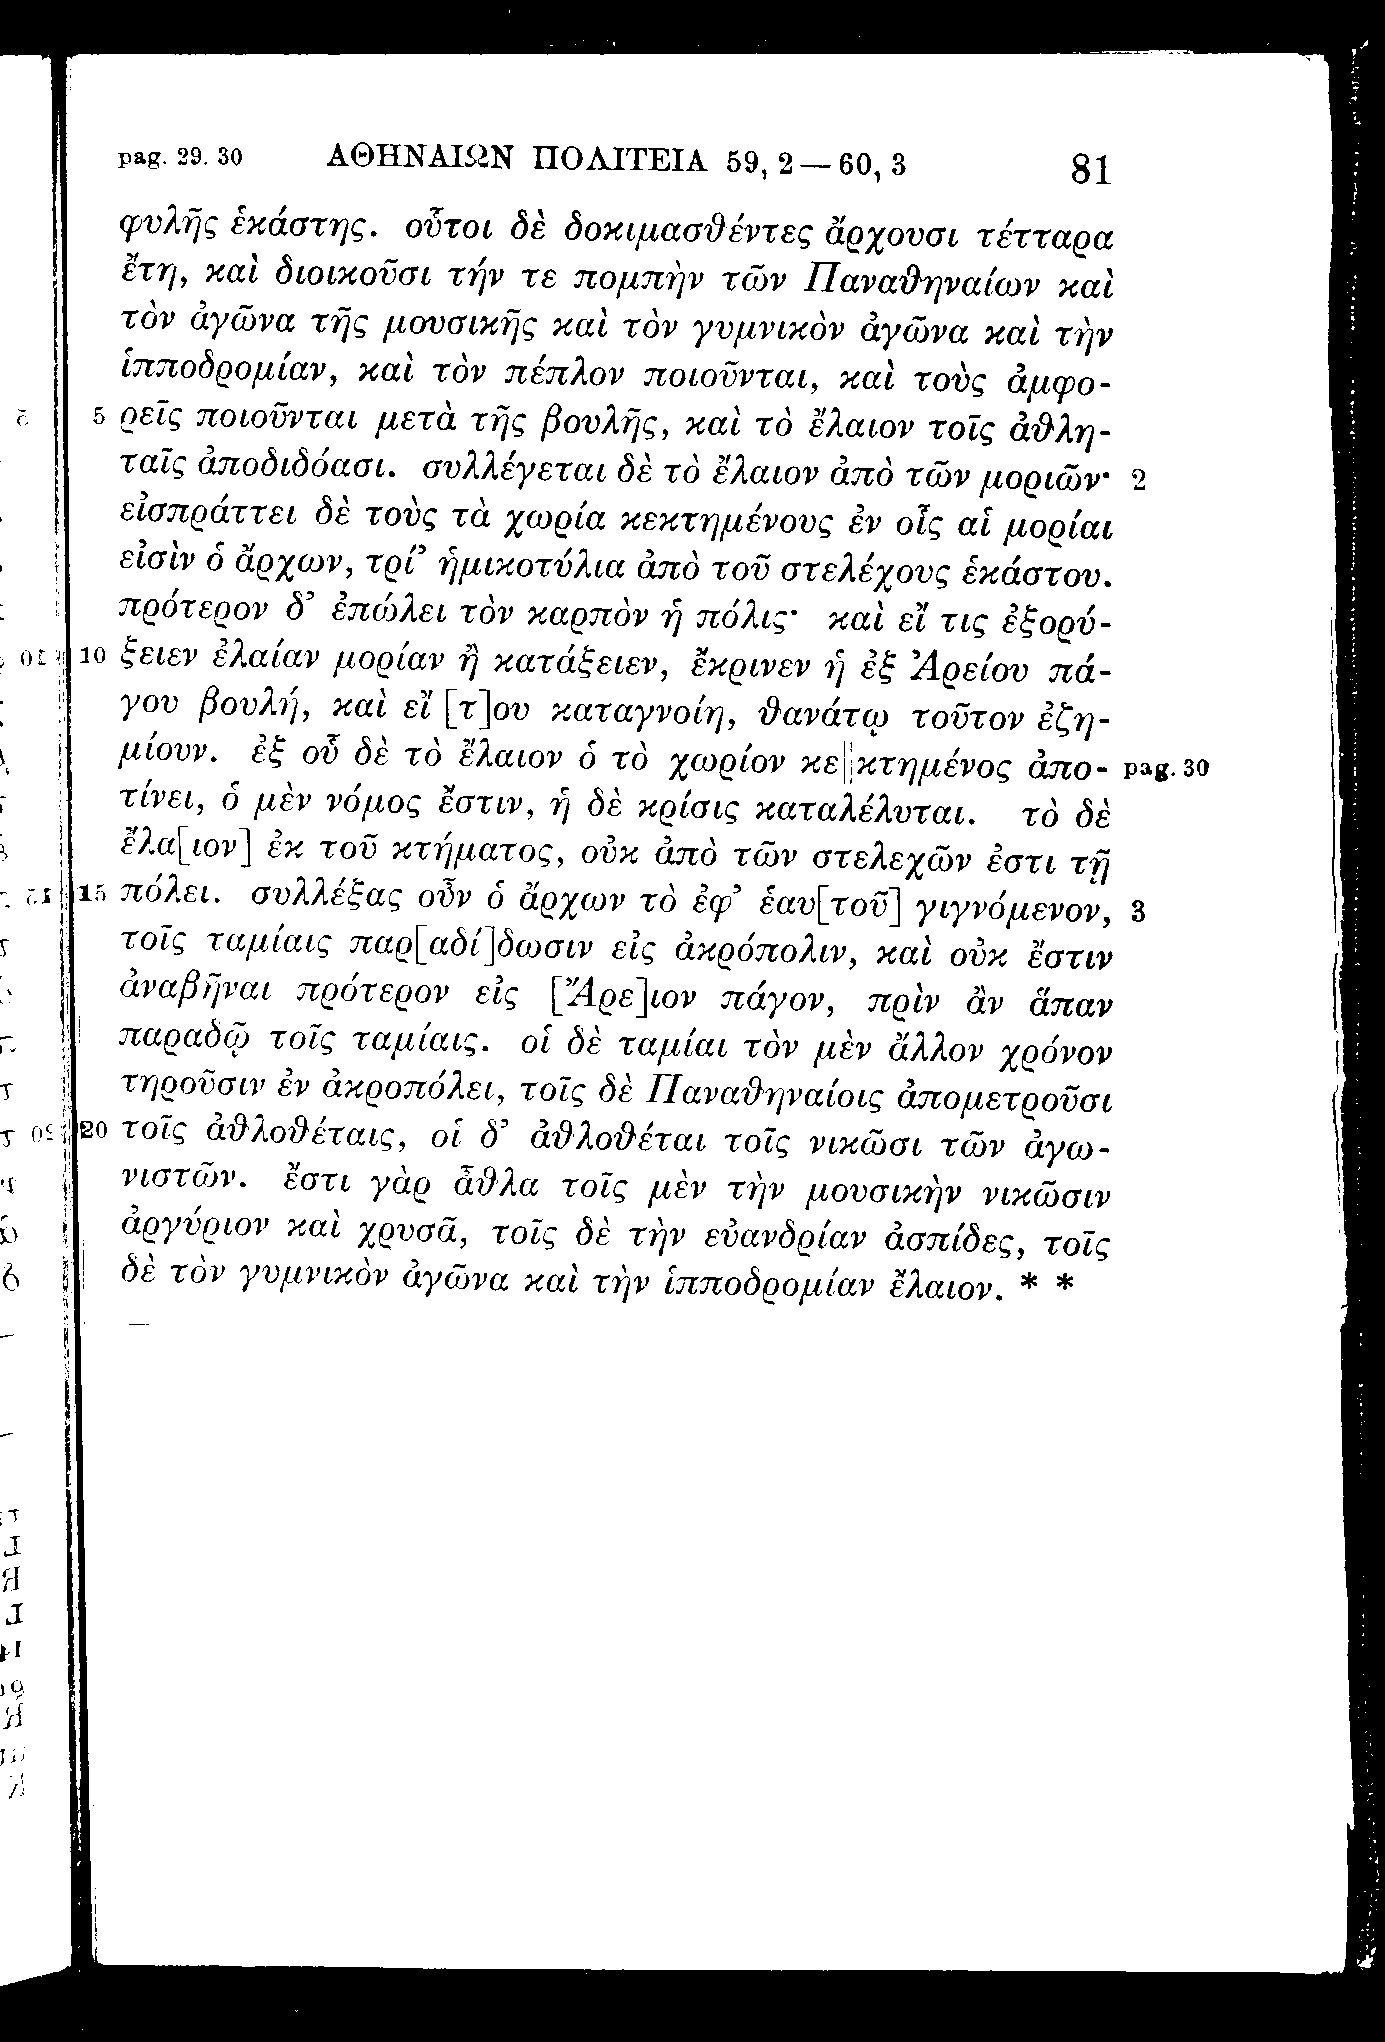 pag. 29. 30 ΑΘΗΝΑΙΩΝ ΠΟΛΙΤΕΙΑ 59, 2 — 60, 3 81
φυλῆς ἑκάστης. οὗτοι δὲ δοκιμασθέντες ἄρχουσι τέτταρα
ἔτη, καὶ διοικοῦσι τήν τε πομπὴν τῶν Παναθηναίων καὶ
τὸν ἀγῶνα τῆς μουσικῆς καὶ τὸν γυμνικὸν ἀγῶνα καὶ τὴν
ἱπποδρομίαν, καὶ τὸν πέπλον ποιοῦνται, καὶ τοὺς ἀμφο-
5 ρεῖς ποιοῦνται μετὰ τῆς βουλῆς, καὶ τὸ ἔλαιον τοῖς ἀθλη-
ταῖς ἀποδιδόασι. συλλέγεται δὲ τὸ ἔλαιον ἀπὸ τῶν μοριῶν· 2
εἰσπράττει δὲ τοὺς τὰ χωρία κεκτημένους ἐν οἷς αἱ μορίαι
εἰσὶν ὁ ἄρχων, τρί’ ἡμικοτύλια ἀπὸ τοῦ στελέχους ἑκάστου.
πρότερον δ’ ἐπώλει τὸν καρπὸν ἡ πόλις· καὶ εἴ τις ἐξορύ-
10 ξειεν ἐλαίαν μορίαν ἢ κατάξειεν, ἔκρινεν ἡ ἐξ Ἀρείου πά-
γου βουλή, καὶ εἴ [τ]ου καταγνοίη, θανάτῳ τοῦτον ἐζη-
μίουν. ἐξ οὗ δὲ τὸ ἔλαιον ὁ τὸ χωρίον κε||κτημένος ἀπο- pag. 30
τίνει, ὁ μὲν νόμος ἔστιν, ἡ δὲ κρίσις καταλέλυται. τὸ δὲ
ἔλα[ιον] ἐκ τοῦ κτήματος, οὐκ ἀπὸ τῶν στελεχῶν ἐστι τῇ
15 πόλει. συλλέξας οὖν ὁ ἄρχων τὸ ἐφ’ ἑαυ[τοῦ] γιγνόμενον, 3
τοῖς ταμίαις παρ[αδί]δωσιν εἰς ἀκρόπολιν, καὶ οὐκ ἔστιν
ἀναβῆναι πρότερον εἰς [Ἄρε]ιον πάγον, πρὶν ἂν ἅπαν
παραδῷ τοῖς ταμίαις. οἱ δὲ ταμίαι τὸν μὲν ἄλλον χρόνον
τηροῦσιν ἐν ἀκροπόλει, τοῖς δὲ Παναθηναίοις ἀπομετροῦσι
20 τοῖς ἀθλοθέταις, οἱ δ’ ἀθλοθέται τοῖς νικῶσι τῶν ἀγω-
νιστῶν. ἔστι γὰρ ἆθλα τοῖς μὲν τὴν μουσικὴν νικῶσιν
ἀργύριον καὶ χρυσᾶ, τοῖς δὲ τὴν εὐανδρίαν ἀσπίδες, τοῖς
δὲ τὸν γυμνικὸν ἀγῶνα καὶ τὴν ἱπποδρομίαν ἔλαιον. * *